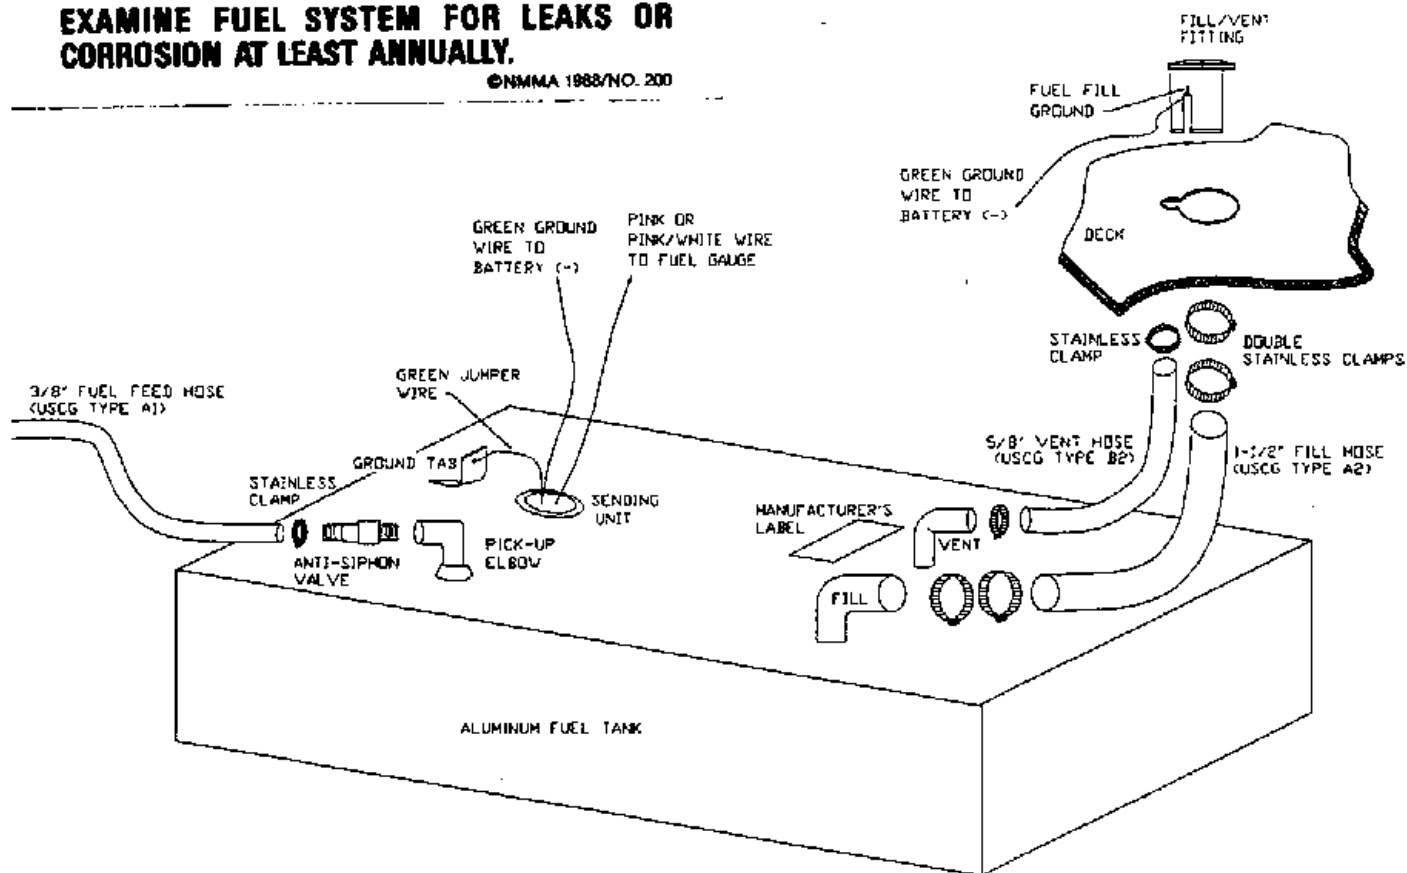 EXAMINE FUEL SYSTEM FOR LEAKS OR
CORROSION AT LEAST ANNUALLY.
©NMMA 1988/NO. 200
FILL/VENT
FITTING
FUEL FILL
GROUND
GREEN GROUND
WIRE TO
BATTERY (-)
DECK
GREEN GROUND
WIRE TO
BATTERY (-)
PINK OR
PINK/WHITE WIRE
TO FUEL GAUGE
STAINLESS
CLAMP
DOUBLE
STAINLESS CLAMPS
GREEN JUMPER
WIRE
3/8" FUEL FEED HOSE
(USCG TYPE A1)
5/8" VENT HOSE
(USCG TYPE B2)
1-1/2" FILL HOSE
(USCG TYPE A2)
GROUND TAB
STAINLESS
CLAMP
SENDING
UNIT
MANUFACTURER'S
LABEL
VENT
PICK-UP
ELBOW
ANTI-SIPHON
VALVE
FILL
ALUMINUM FUEL TANK